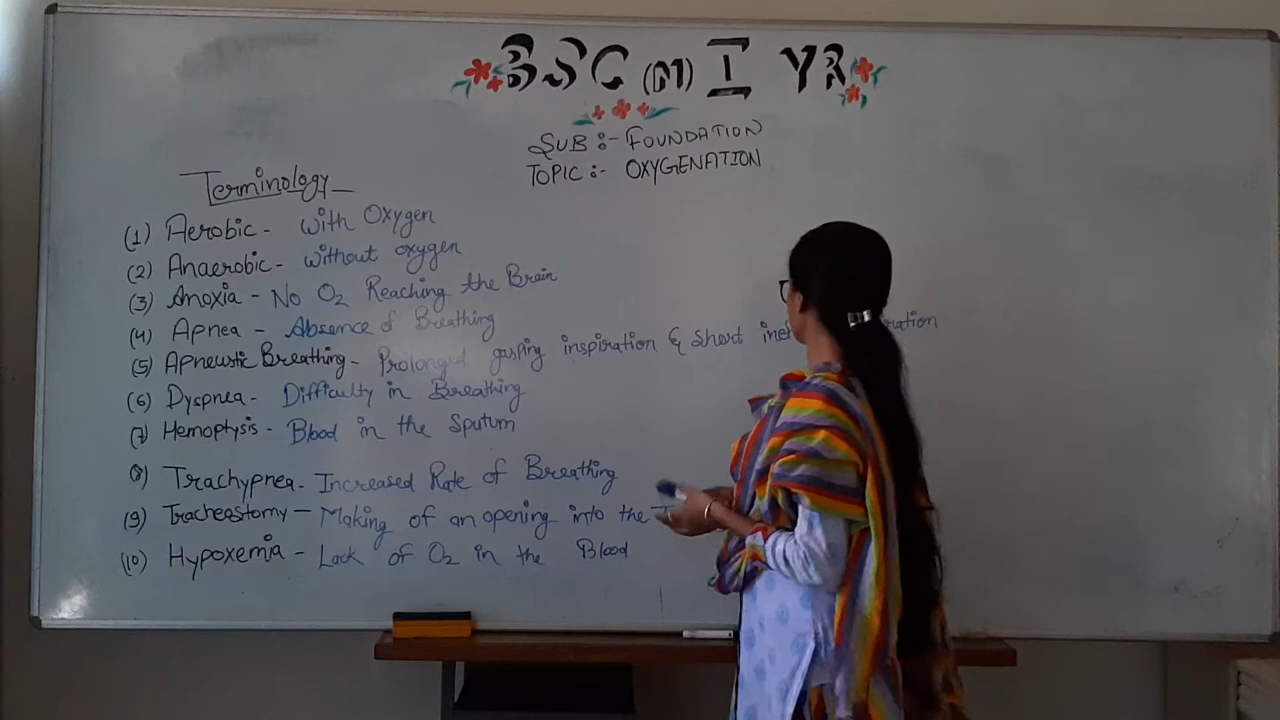 BSC (N) I YR
SUB :- FOUNDATION
TOPIC :- OXYGENATION
Terminology
(1) Aerobic - with Oxygen
(2) Anaerobic - without oxygen
(3) Anoxia - No O2 Reaching the Brain
(4) Apnea - Absence of Breathing
(5) Apneustic Breathing - Prolonged gasping inspiration & short
(6) Dyspnea - Difficulty in Breathing
(7) Hemoptysis - Blood in the Sputum
(8) Trachypnea - Increased Rate of Breathing
(9) Tracheastomy - Making of an opening into the
(10) Hypoxemia - Lack of O2 in the Blood